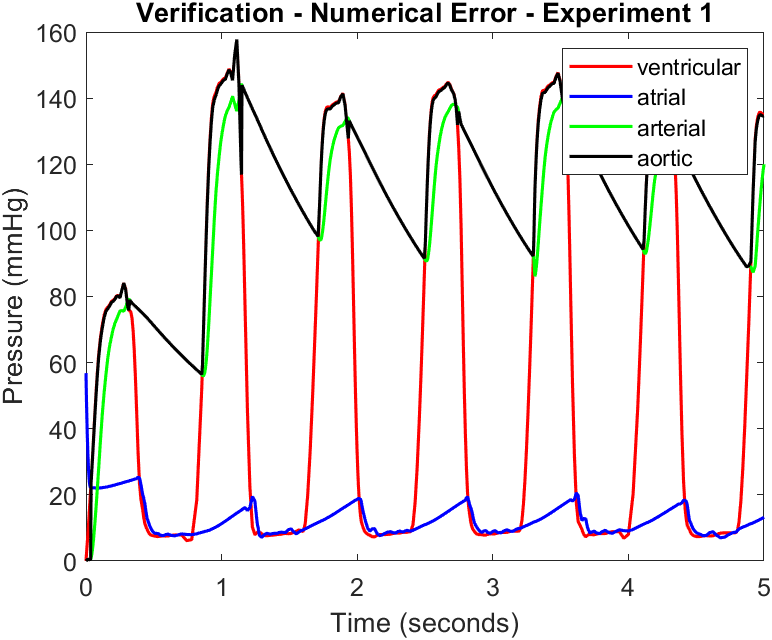 Verification - Numerical Error - Experiment 1
160
140
120
100
80
60
40
20
0
Pressure (mmHg)
ventricular
atrial
arterial
aortic
0 1 2 3 4 5
Time (seconds)